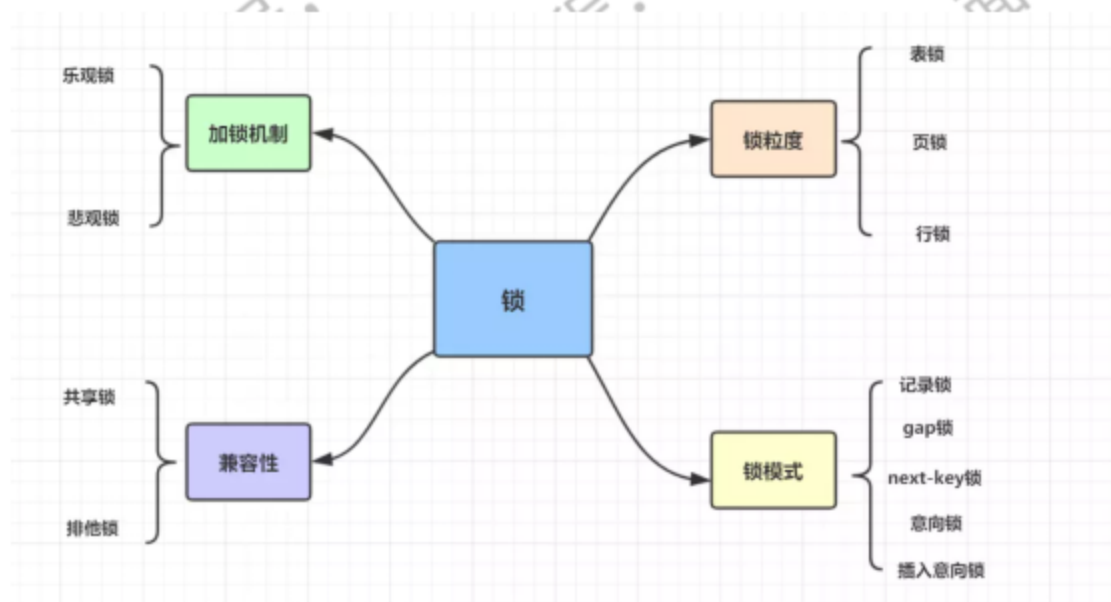 乐观锁
加锁机制
悲观锁
表锁
锁粒度
页锁
行锁
锁
共享锁
兼容性
排他锁
记录锁
gap锁
锁模式
next-key锁
意向锁
插入意向锁